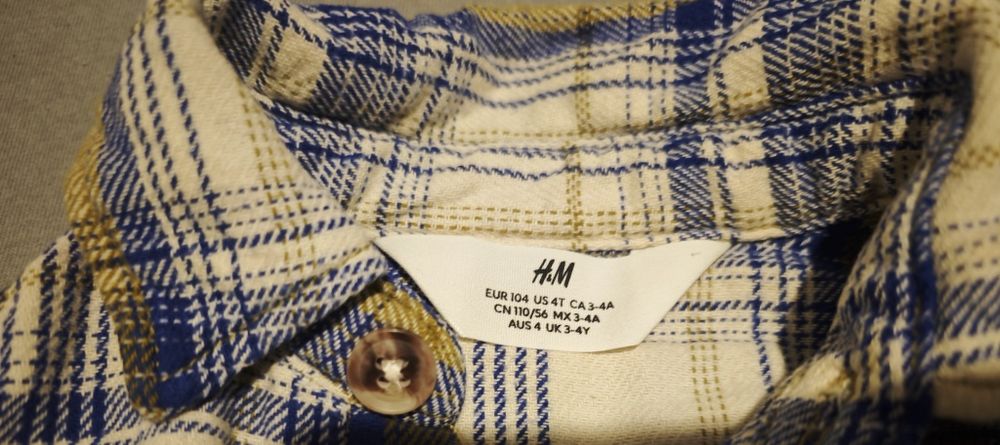 H&M
EUR 104 US 4T CA 3-4A
CN 110/56 MX 3-4A
AUS 4 UK 3-4Y